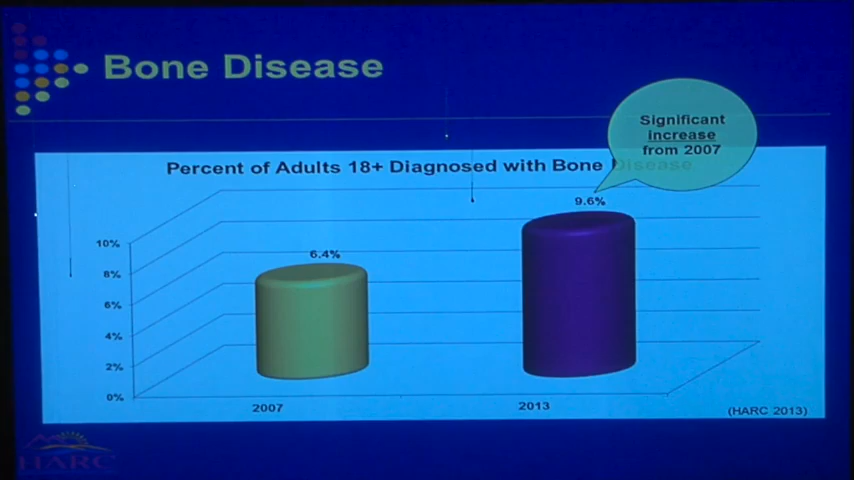 Bone Disease
Significant
increase
from 2007
Percent of Adults 18+ Diagnosed with Bone Disease
9.6%
6.4%
10%
8%
6%
4%
2%
0%
2007
2013
(HARC 2013)
HARC